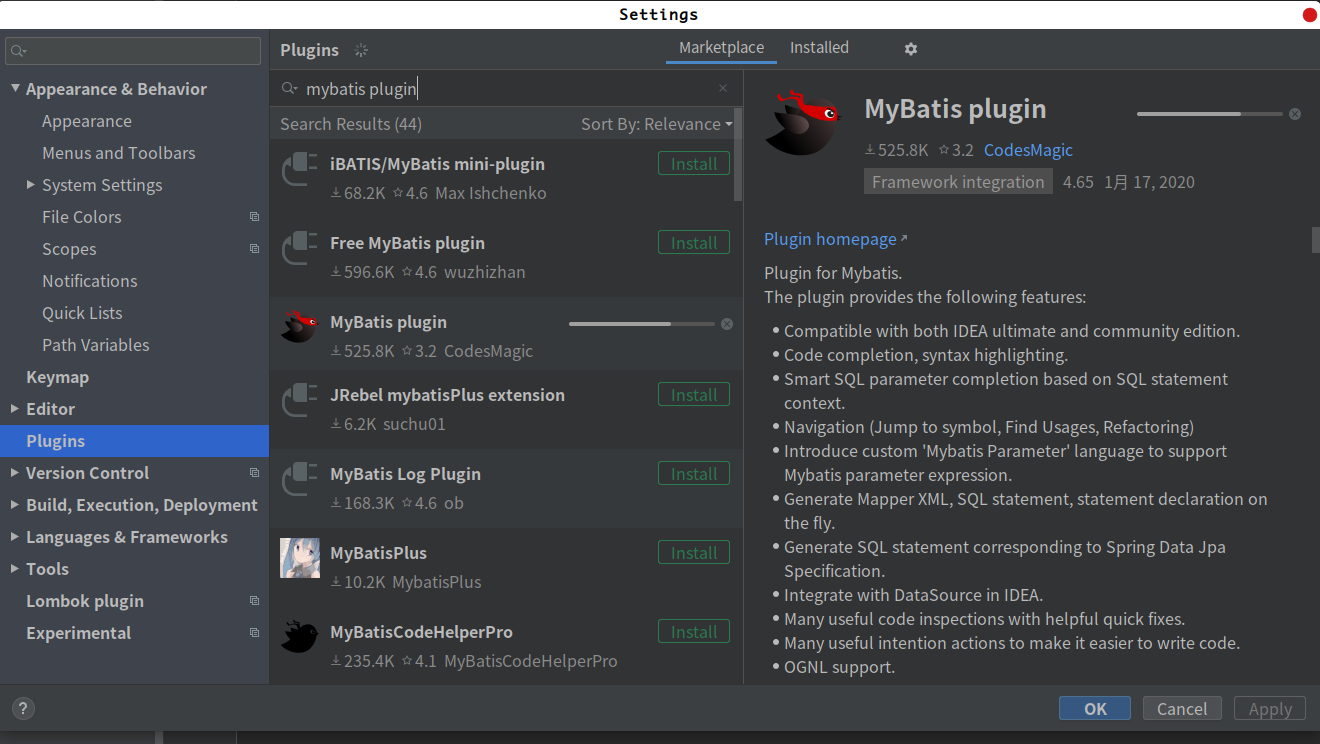 Settings
Appearance & Behavior
Appearance
Menus and Toolbars
System Settings
File Colors
Scopes
Notifications
Quick Lists
Path Variables
Keymap
Editor
Plugins
Version Control
Build, Execution, Deployment
Languages & Frameworks
Tools
Lombok plugin
Experimental
Plugins
Marketplace
Installed
mybatis plugin
Search Results (44)
Sort By: Relevance
iBATIS/MyBatis mini-plugin
Install
68.2K 4.6 Max Ishchenko
Free MyBatis plugin
Install
596.6K 4.6 wuzhizhan
MyBatis plugin
525.8K 3.2 CodesMagic
JRebel mybatisPlus extension
Install
6.2K suchu01
MyBatis Log Plugin
Install
168.3K 4.6 ob
MyBatisPlus
Install
10.2K MybatisPlus
MyBatisCodeHelperPro
Install
235.4K 4.1 MyBatisCodeHelperPro
MyBatis plugin
525.8K 3.2 CodesMagic
Framework integration 4.65 1月 17, 2020
Plugin homepage
Plugin for Mybatis.
The plugin provides the following features:
• Compatible with both IDEA ultimate and community edition.
• Code completion, syntax highlighting.
• Smart SQL parameter completion based on SQL statement
context.
• Navigation (Jump to symbol, Find Usages, Refactoring)
• Introduce custom 'Mybatis Parameter' language to support
Mybatis parameter expression.
• Generate Mapper XML, SQL statement, statement declaration on
the fly.
• Generate SQL statement corresponding to Spring Data Jpa
Specification.
• Integrate with DataSource in IDEA.
• Many useful code inspections with helpful quick fixes.
• Many useful intention actions to make it easier to write code.
• OGNL support.
?
OK
Cancel
Apply